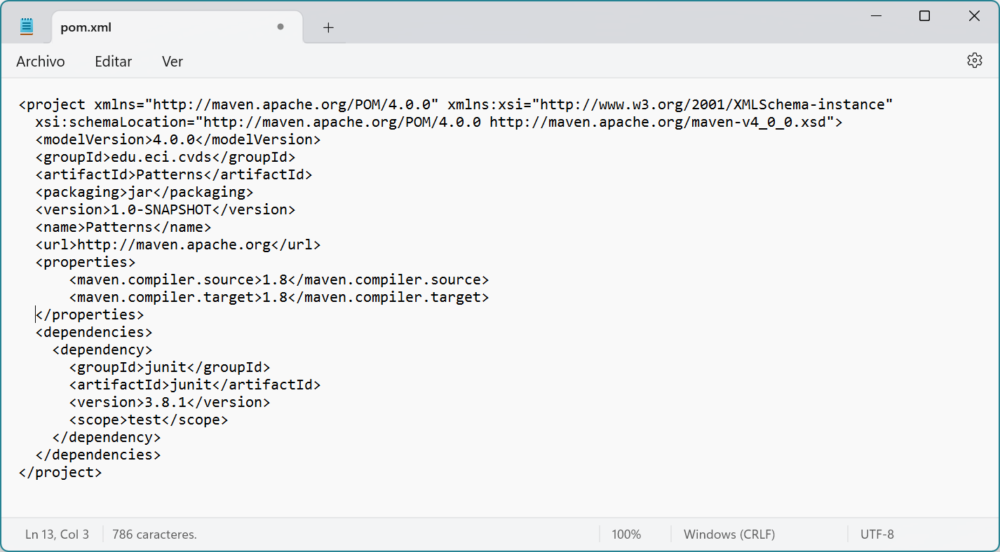 pom.xml
Archivo Editar Ver
<project xmlns="http://maven.apache.org/POM/4.0.0" xmlns:xsi="http://www.w3.org/2001/XMLSchema-instance"
  xsi:schemaLocation="http://maven.apache.org/POM/4.0.0 http://maven.apache.org/maven-v4_0_0.xsd">
  <modelVersion>4.0.0</modelVersion>
  <groupId>edu.eci.cvds</groupId>
  <artifactId>Patterns</artifactId>
  <packaging>jar</packaging>
  <version>1.0-SNAPSHOT</version>
  <name>Patterns</name>
  <url>http://maven.apache.org</url>
  <properties>
      <maven.compiler.source>1.8</maven.compiler.source>
      <maven.compiler.target>1.8</maven.compiler.target>
  </properties>
  <dependencies>
    <dependency>
      <groupId>junit</groupId>
      <artifactId>junit</artifactId>
      <version>3.8.1</version>
      <scope>test</scope>
    </dependency>
  </dependencies>
</project>
Ln 13, Col 3 786 caracteres. 100% Windows (CRLF) UTF-8